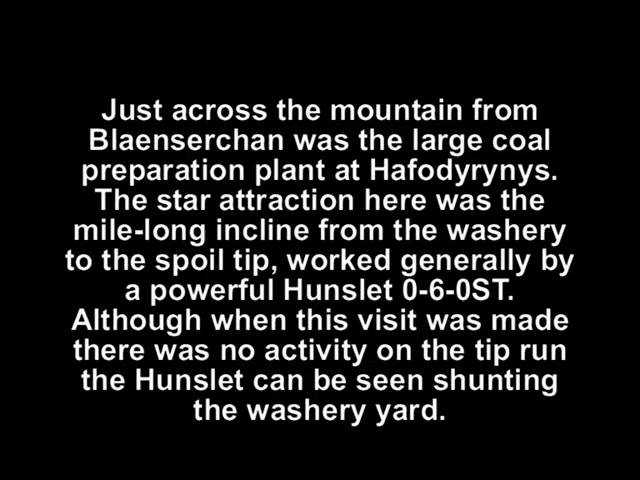 Just across the mountain from
Blaenserchan was the large coal
preparation plant at Hafodyrynys.
The star attraction here was the
mile-long incline from the washery
to the spoil tip, worked generally by
a powerful Hunslet 0-6-0ST.
Although when this visit was made
there was no activity on the tip run
the Hunslet can be seen shunting
the washery yard.